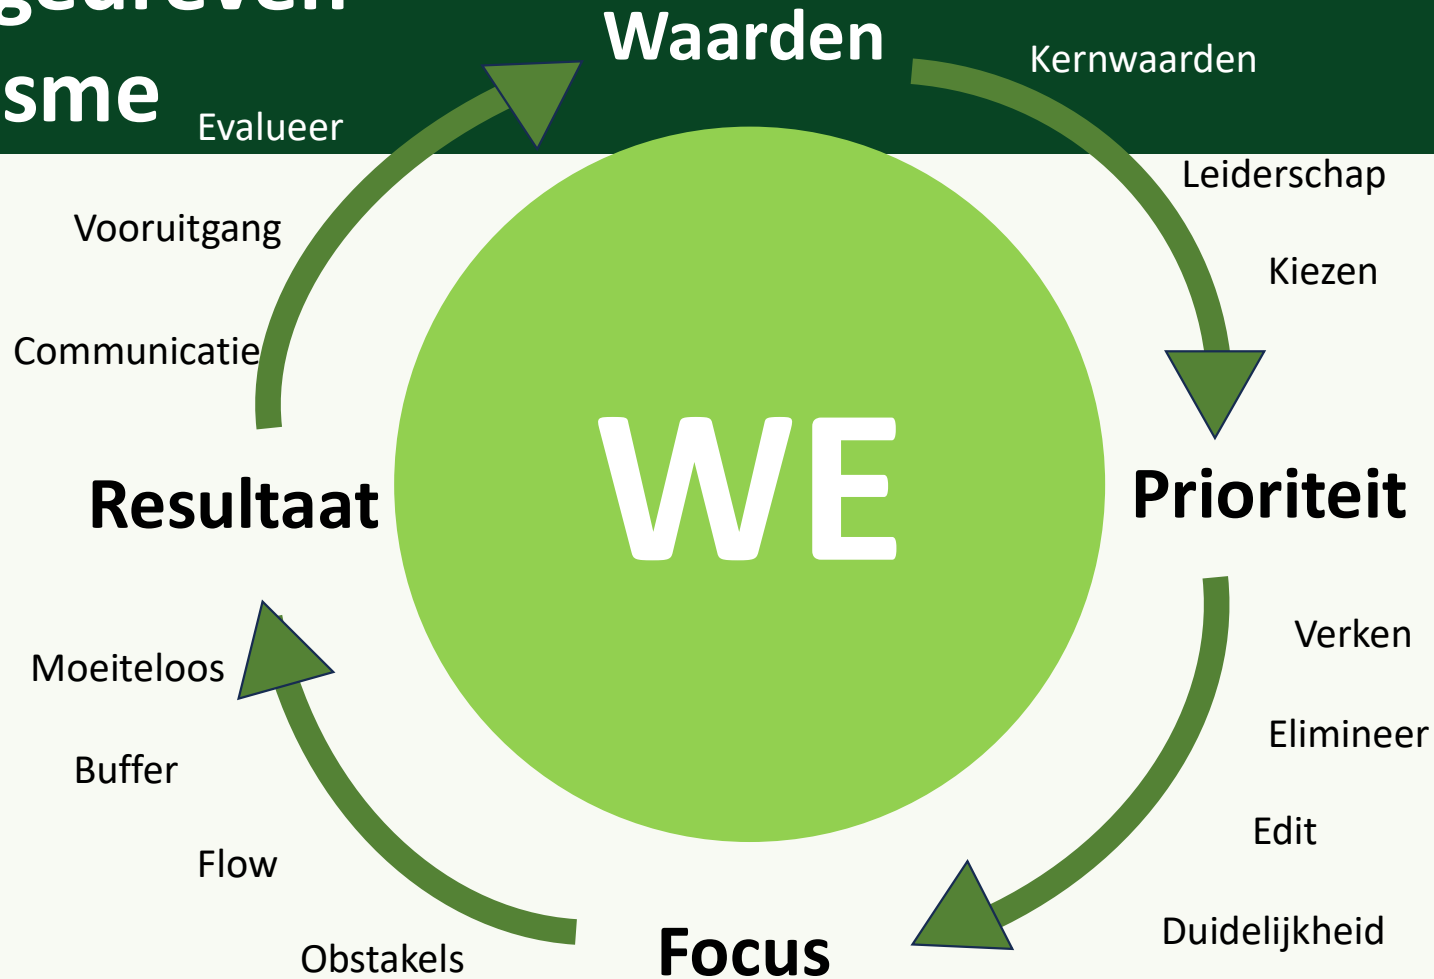 gedreven
sme
Waarden
Kernwaarden
Evalueer
Leiderschap
Vooruitgang
Kiezen
Communicatie
WE
Resultaat
Prioriteit
Verken
Moeiteloos
Elimineer
Buffer
Edit
Flow
Duidelijkheid
Obstakels
Focus